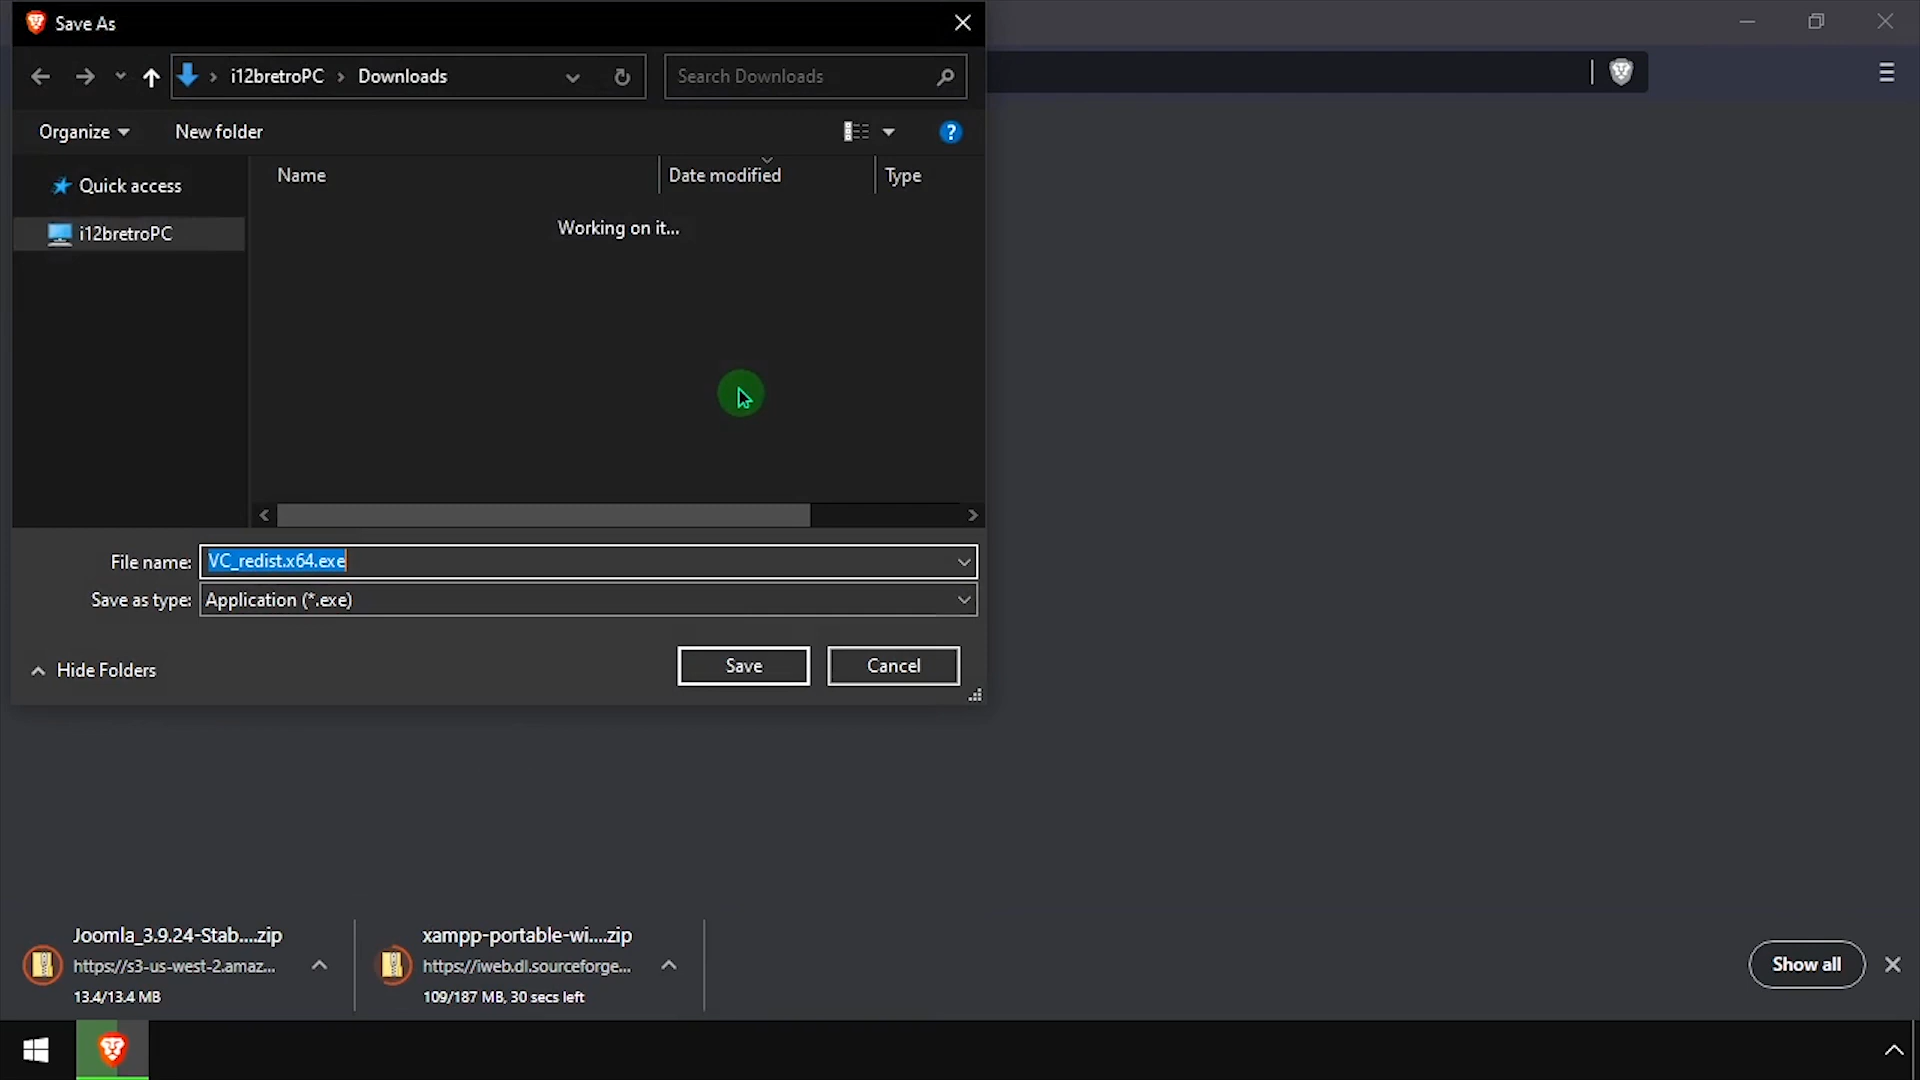 Save As
i12bretroPC
Downloads
Search Downloads
Organize
New folder
?
Name
Date modified
Type
Quick access
i12bretroPC
Working on it...
File name:
VC_redist.x64.exe
Save as type:
Application (*.exe)
Hide Folders
Save
Cancel
Joomla_3.9.24-Stab....zip
https://s3-us-west-2.amaz...
13.4/13.4 MB
xampp-portable-wi....zip
https://iweb.dl.sourceforge...
109/187 MB, 30 secs left
Show all